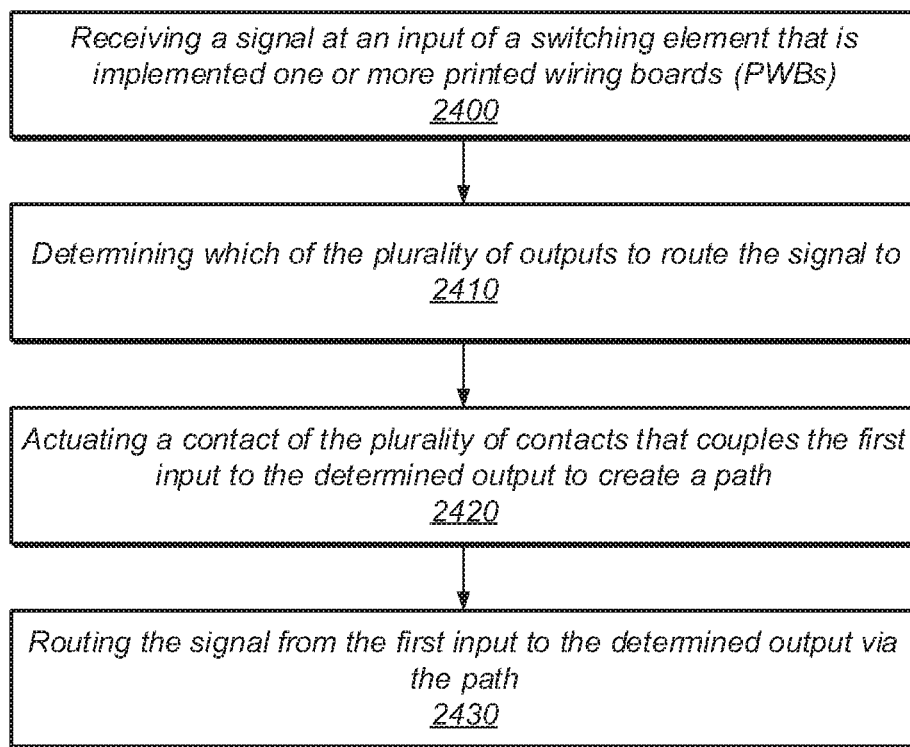 Receiving a signal at an input of a switching element that is
implemented one or more printed wiring boards (PWBs)
2400
Determining which of the plurality of outputs to route the signal to
2410
Actuating a contact of the plurality of contacts that couples the first
input to the determined output to create a path
2420
Routing the signal from the first input to the determined output via
the path
2430